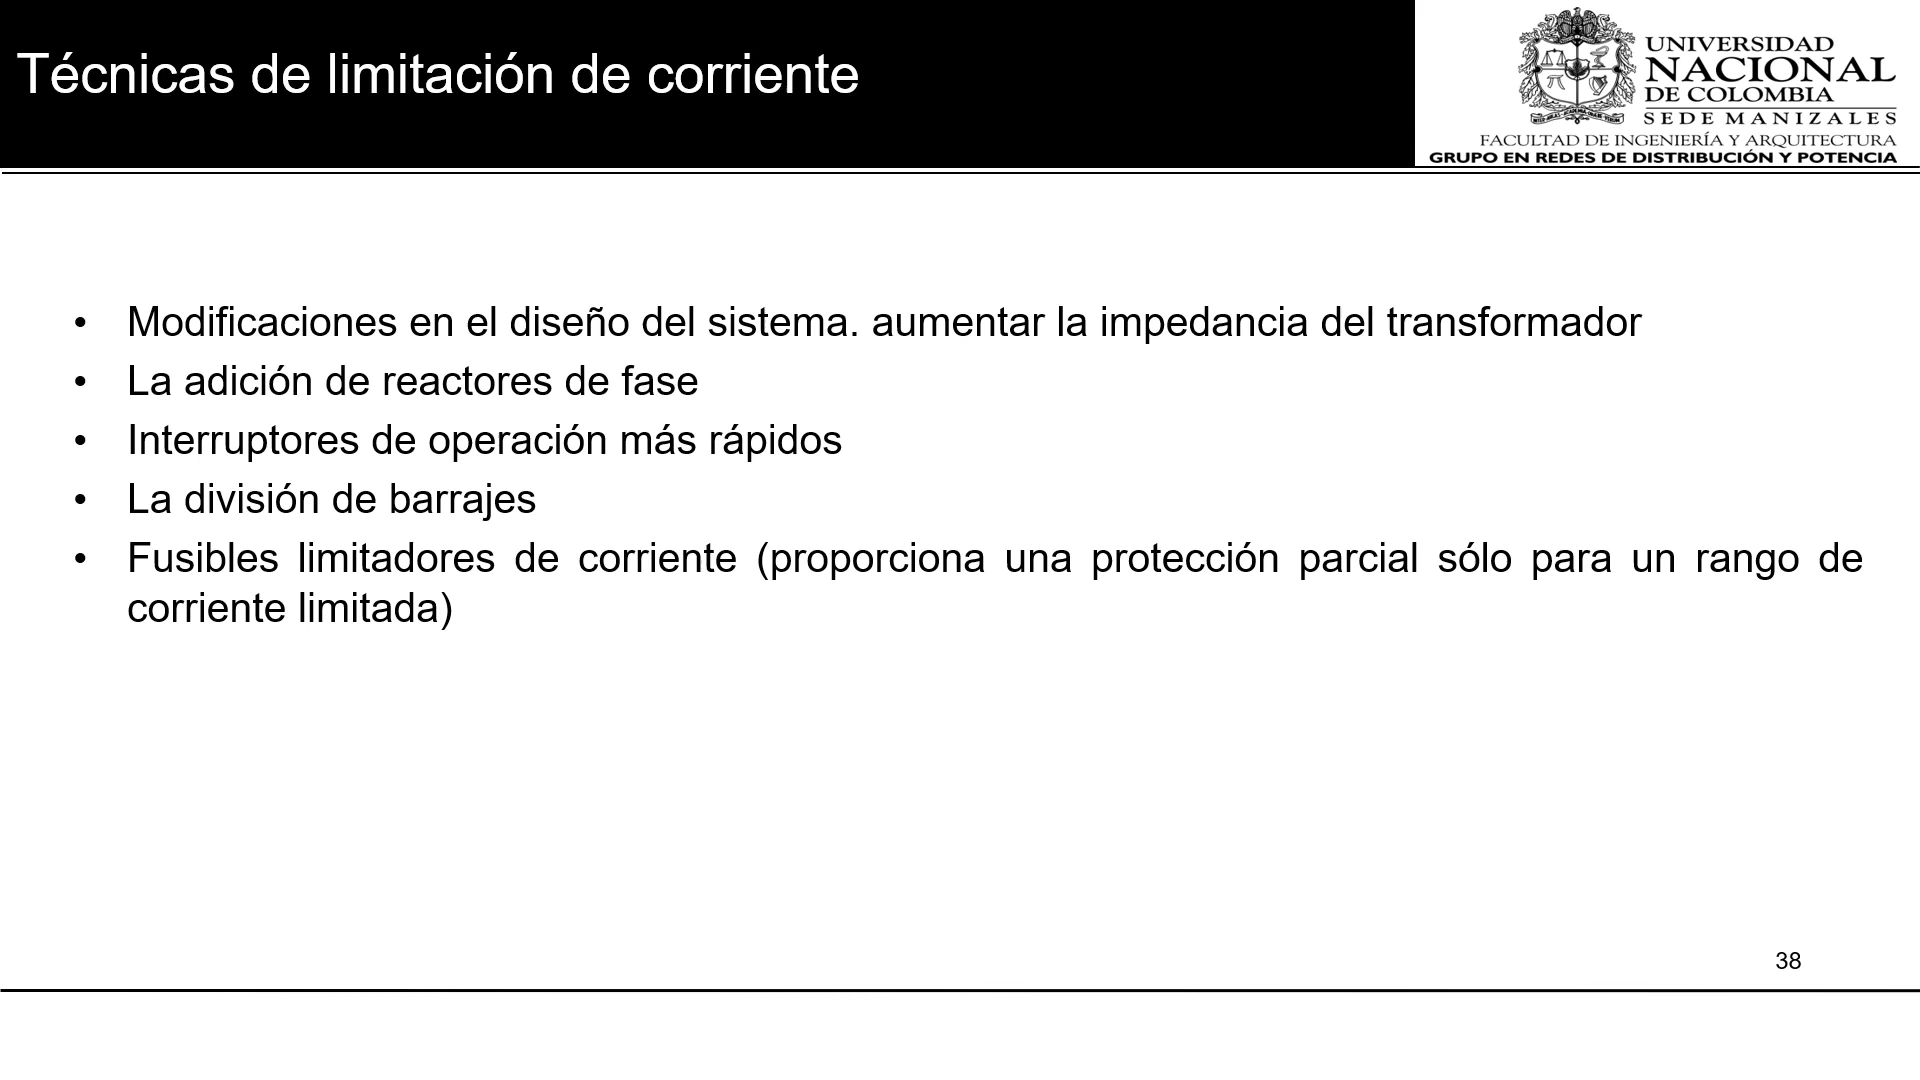 Técnicas de limitación de corriente
UNIVERSIDAD
NACIONAL
DE COLOMBIA
SEDE MANIZALES
FACULTAD DE INGENIERÍA Y ARQUITECTURA
GRUPO EN REDES DE DISTRIBUCIÓN Y POTENCIA
• Modificaciones en el diseño del sistema. aumentar la impedancia del transformador
• La adición de reactores de fase
• Interruptores de operación más rápidos
• La división de barrajes
• Fusibles limitadores de corriente (proporciona una protección parcial sólo para un rango de
corriente limitada)
38